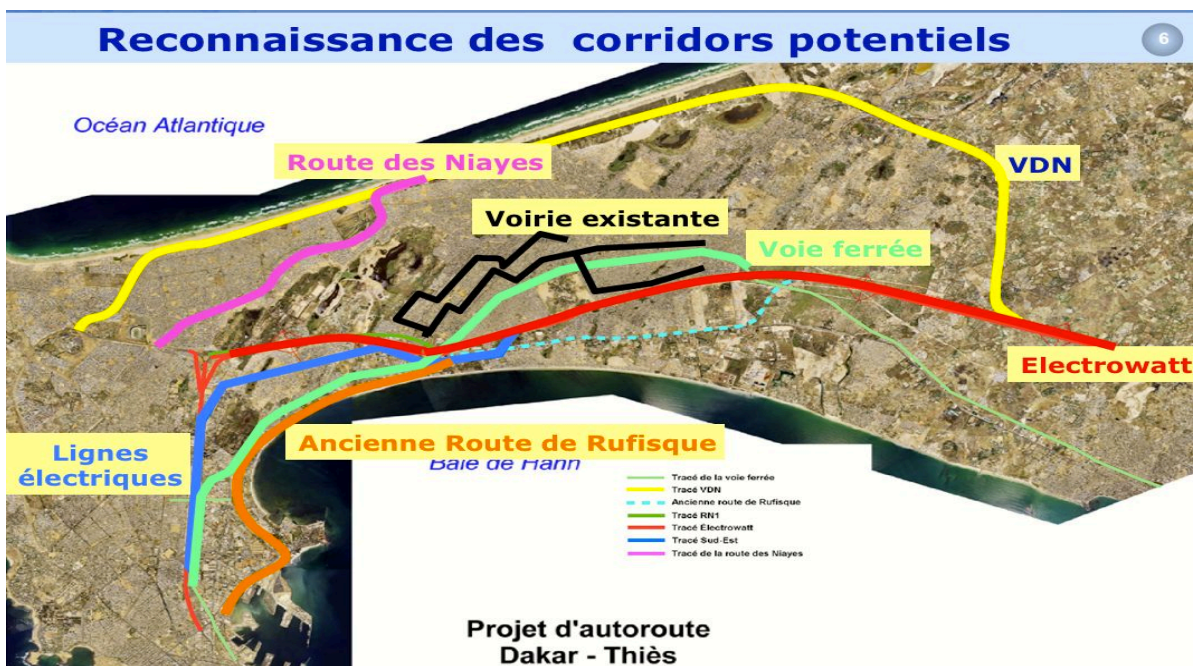 Reconnaissance des corridors potentiels
6
Océan Atlantique
Route des Niayes
VDN
Voirie existante
Voie ferrée
Electrowatt
Lignes
électriques
Ancienne Route de Rufisque
Baie de Hann
Tracé de la voie ferrée
Tracé VDN
Ancienne route de Rufisque
Tracé RN1
Tracé Électrowatt
Tracé Sud-Est
Tracé de la route des Niayes
Projet d'autoroute
Dakar - Thiès